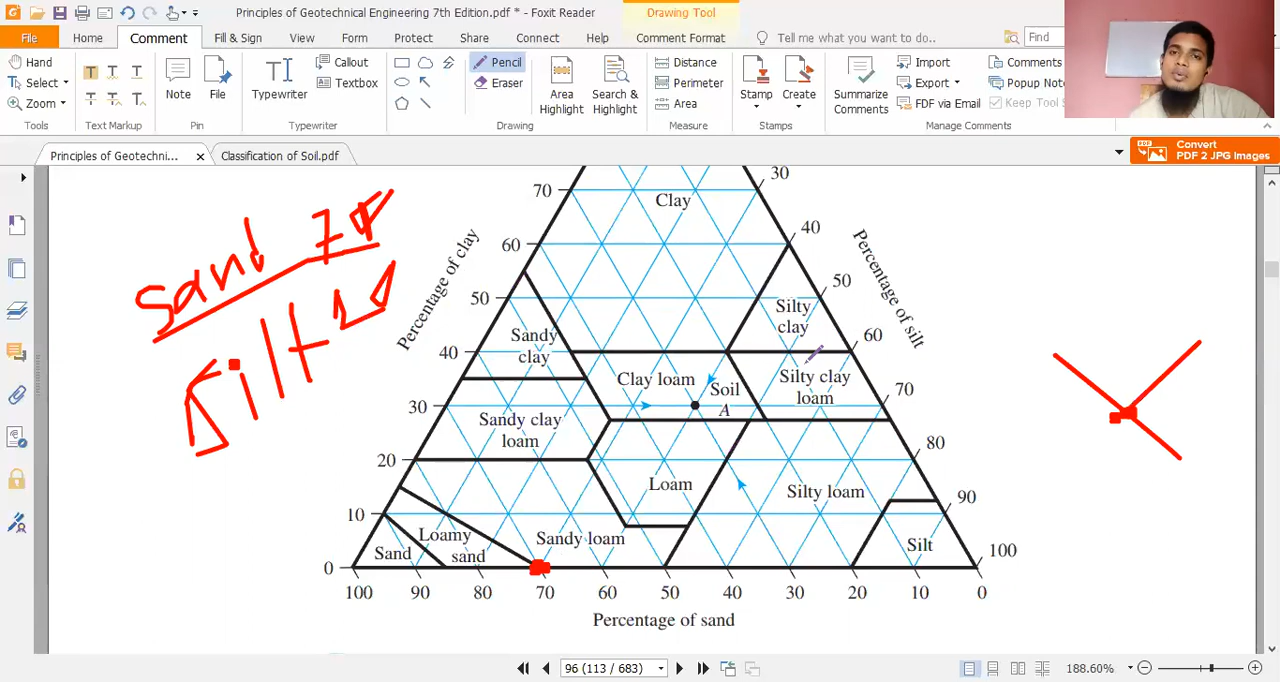 Principles of Geotechnical Engineering 7th Edition.pdf * - Foxit Reader
Drawing Tool
File Home Comment Fill & Sign View Form Protect Share Connect Help Comment Format Tell me what you want to do.. Find
Hand
Select
Zoom
Tools
Text Markup
Note
File
Pin
Typewriter
Callout
Textbox
Typewriter
Pencil
Eraser
Area Highlight
Search & Highlight
Drawing
Distance
Perimeter
Area
Measure
Stamp
Create
Stamps
Summarize Comments
Import
Export
FDF via Email
Comments
Popup Note
Keep Tool S
Manage Comments
Principles of Geotechni... Classification of Soil.pdf
Convert
PDF 2 JPG Images
Sand
Silt
Percentage of clay
70
60
50
40
30
20
10
0
Percentage of silt
30
40
50
60
70
80
90
100
Clay
Silty
clay
Sandy
clay
Clay loam
Soil
A
Silty clay
loam
Sandy clay
loam
Loam
Silty loam
Loamy
sand
Sandy loam
Sand
Silt
100 90 80 70 60 50 40 30 20 10 0
Percentage of sand
96 (113 / 683)
188.60%